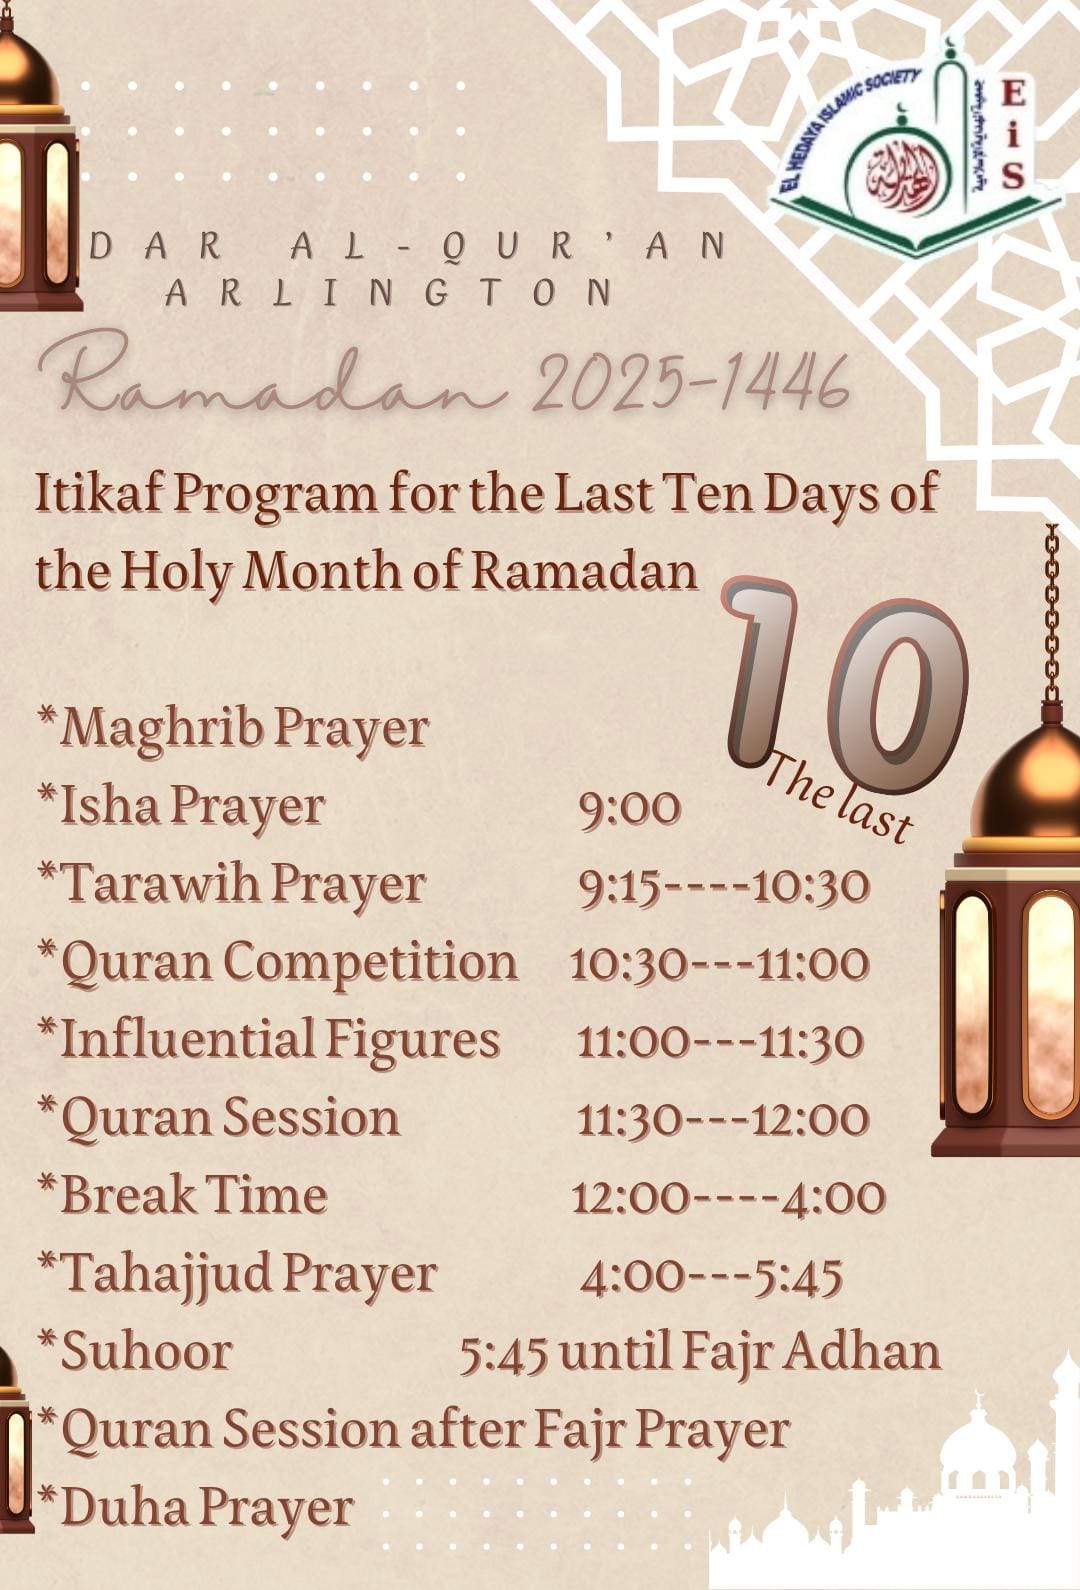 EL HEDAYA ISLAMIC SOCIETY
الهداية
جمعية الهداية الإسلامية
EiS
DAR AL-QUR’AN
ARLINGTON
Ramadan 2025-1446
Itikaf Program for the Last Ten Days of
the Holy Month of Ramadan
10
The last
*Maghrib Prayer
*Isha Prayer 9:00
*Tarawih Prayer 9:15----10:30
*Quran Competition 10:30---11:00
*Influential Figures 11:00---11:30
*Quran Session 11:30---12:00
*Break Time 12:00----4:00
*Tahajjud Prayer 4:00---5:45
*Suhoor 5:45 until Fajr Adhan
*Quran Session after Fajr Prayer
*Duha Prayer